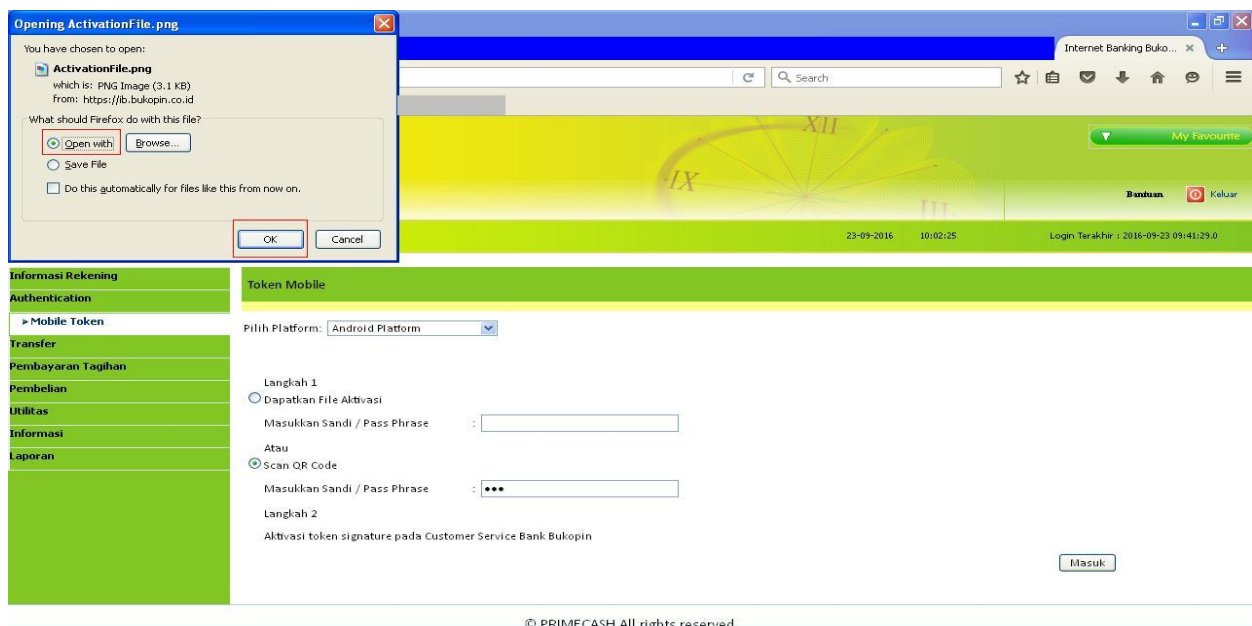 Opening ActivationFile.png
You have chosen to open:
ActivationFile.png
which is: PNG Image (3.1 KB)
from: https://ib.bukopin.co.id
What should Firefox do with this file?
Open with
Browse...
Save File
Do this automatically for files like this from now on.
OK
Cancel
Internet Banking Buko...
Search
XII
IX
III
My Favourite
Bantuan
Keluar
23-09-2016 10:02:25
Login Terakhir : 2016-09-23 09:41:29.0
Informasi Rekening
Authentication
Mobile Token
Transfer
Pembayaran Tagihan
Pembelian
Utilitas
Informasi
Laporan
Token Mobile
Pilih Platform: Android Platform
Langkah 1
Dapatkan File Aktivasi
Masukkan Sandi / Pass Phrase :
Atau
Scan QR Code
Masukkan Sandi / Pass Phrase : •••
Langkah 2
Aktivasi token signature pada Customer Service Bank Bukopin
Masuk
© PRIMECASH All rights reserved